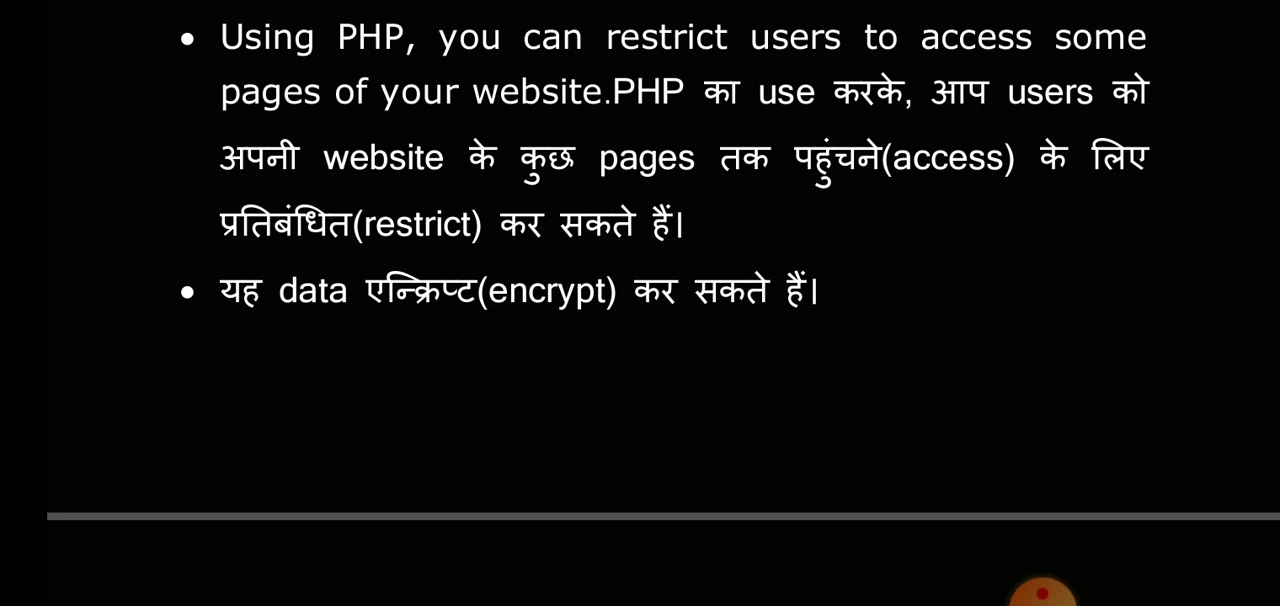 • Using PHP, you can restrict users to access some
pages of your website.PHP का use करके, आप users को
अपनी website के कुछ pages तक पहुंचने(access) के लिए
प्रतिबंधित(restrict) कर सकते हैं।
• यह data एन्क्रिप्ट(encrypt) कर सकते हैं।